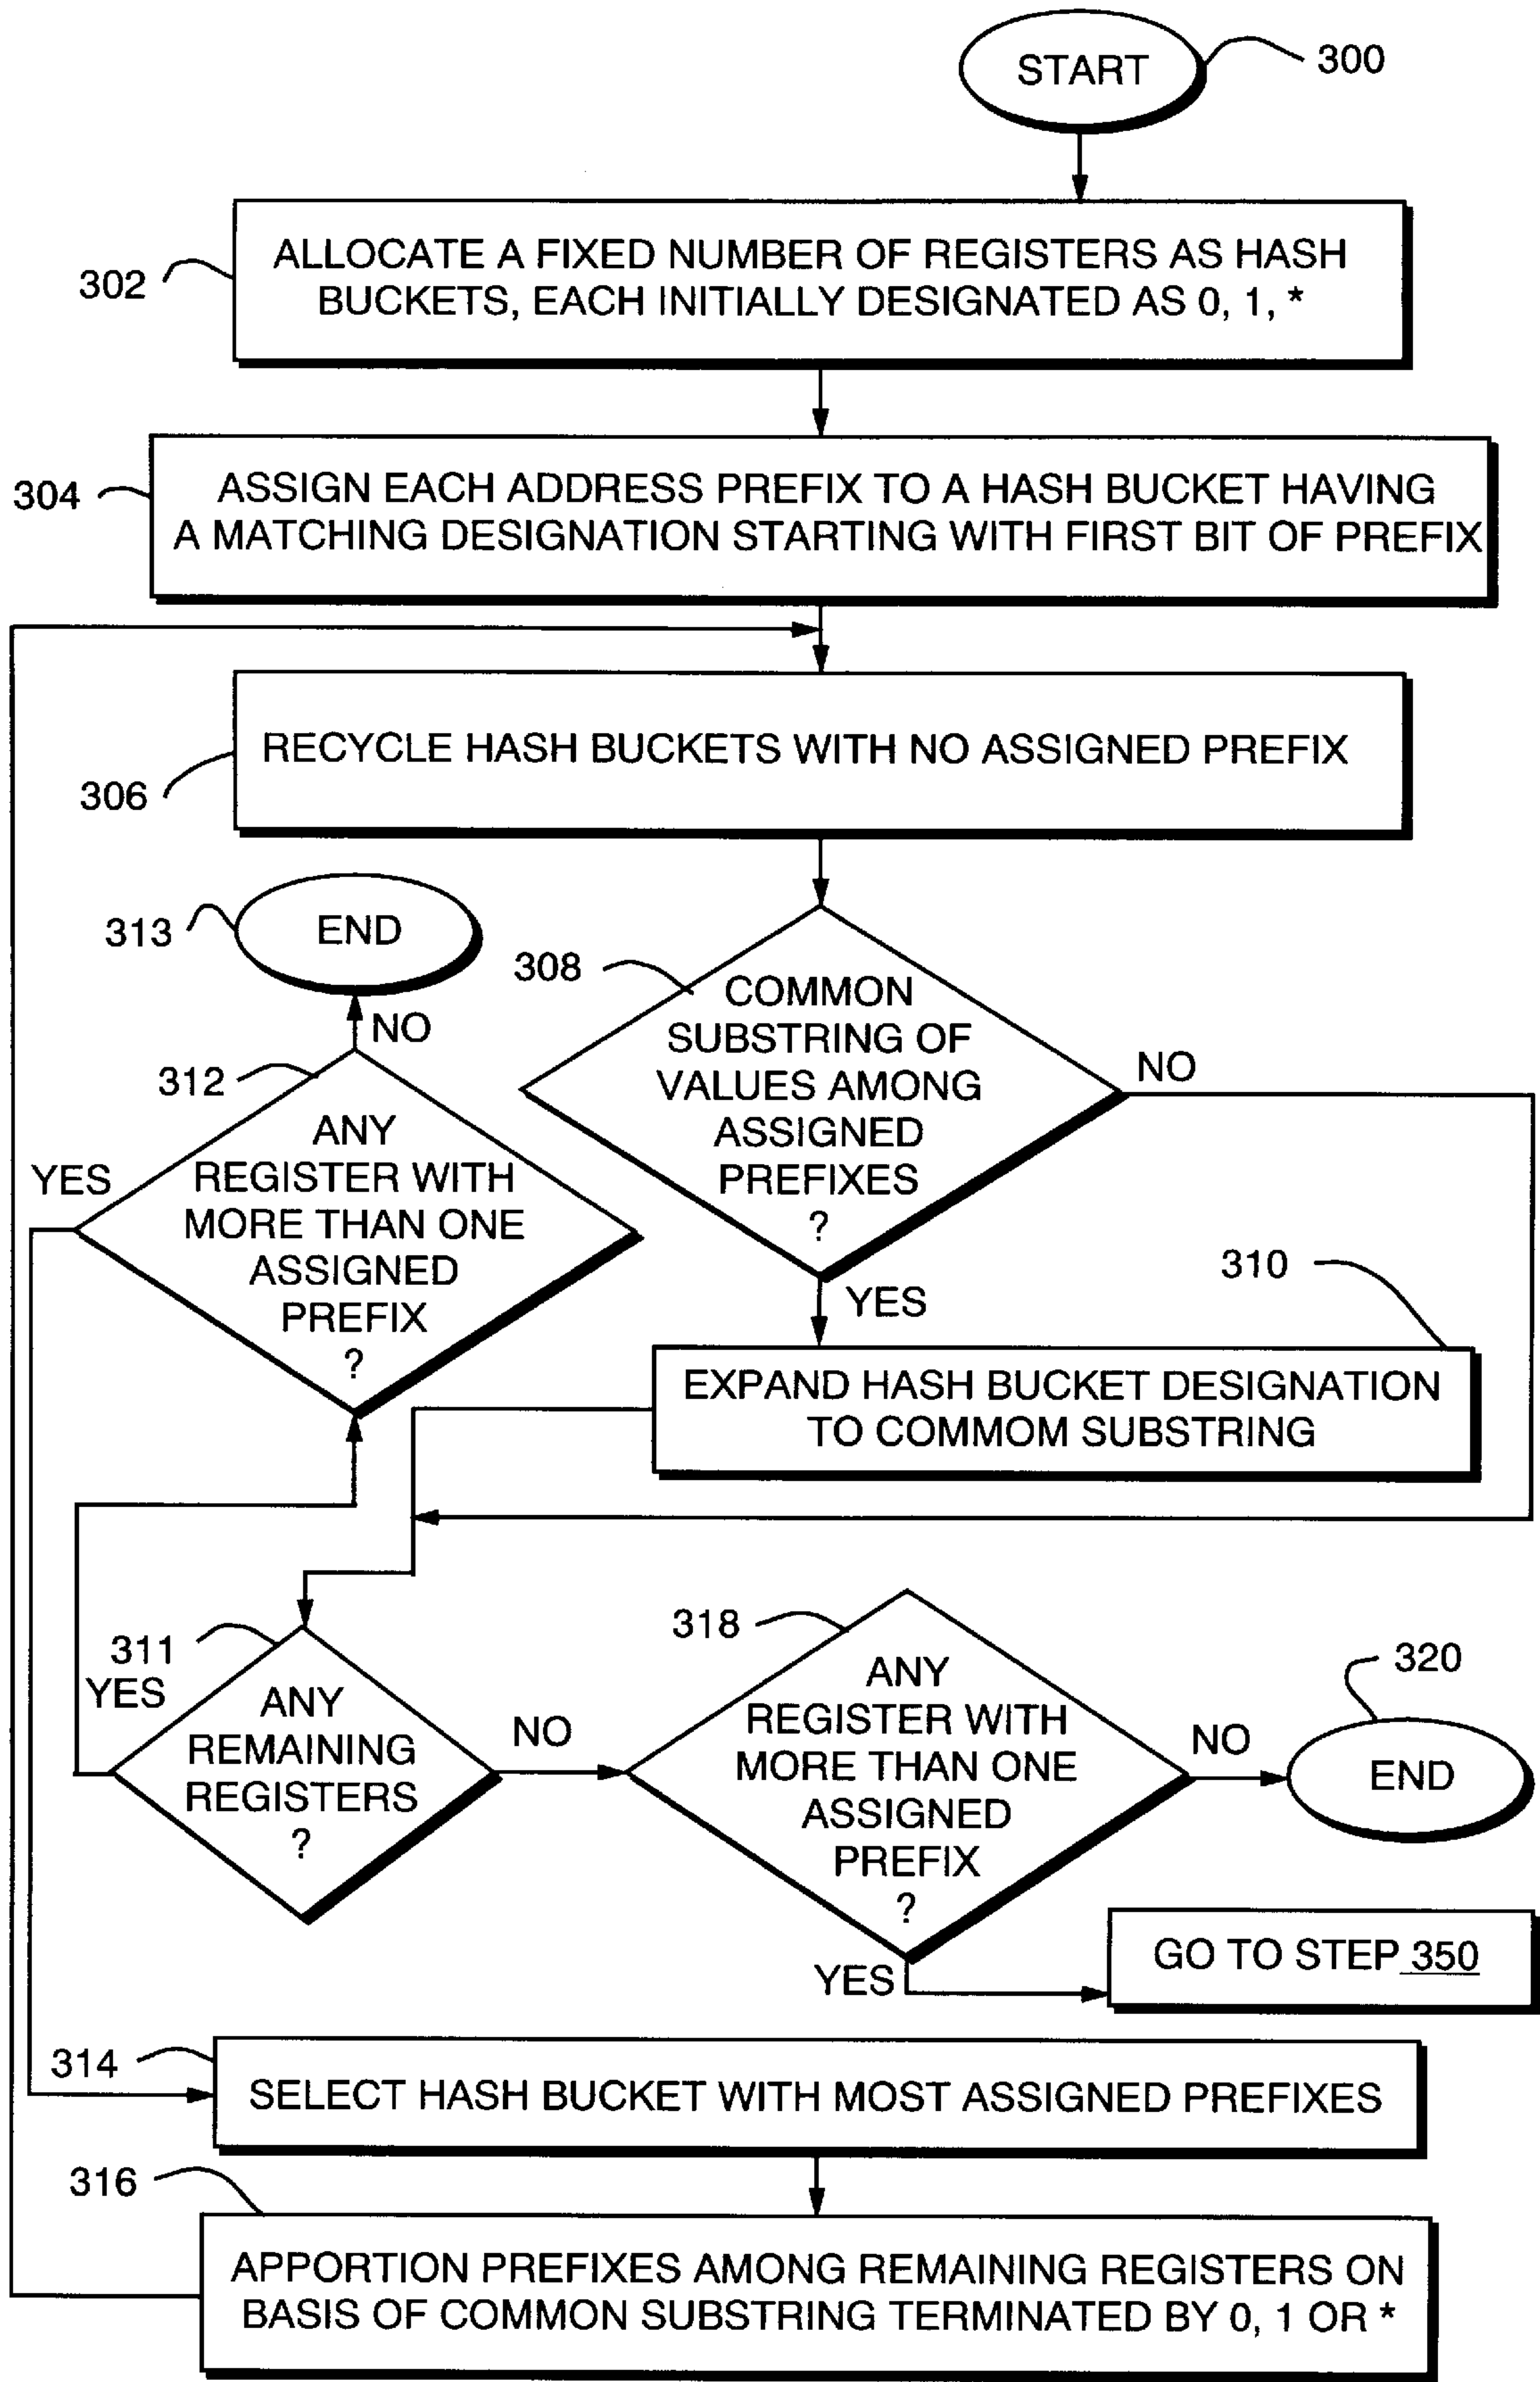 START
300
302
ALLOCATE A FIXED NUMBER OF REGISTERS AS HASH
BUCKETS, EACH INITIALLY DESIGNATED AS 0, 1, *
304
ASSIGN EACH ADDRESS PREFIX TO A HASH BUCKET HAVING
A MATCHING DESIGNATION STARTING WITH FIRST BIT OF PREFIX
RECYCLE HASH BUCKETS WITH NO ASSIGNED PREFIX
306
313
END
NO
308
COMMON
SUBSTRING OF
VALUES AMONG
ASSIGNED
PREFIXES
?
NO
YES
312
ANY
REGISTER WITH
MORE THAN ONE
ASSIGNED
PREFIX
?
YES
310
EXPAND HASH BUCKET DESIGNATION
TO COMMOM SUBSTRING
311
YES
ANY
REMAINING
REGISTERS
?
NO
318
ANY
REGISTER WITH
MORE THAN ONE
ASSIGNED
PREFIX
?
NO
320
END
YES
GO TO STEP 350
314
SELECT HASH BUCKET WITH MOST ASSIGNED PREFIXES
316
APPORTION PREFIXES AMONG REMAINING REGISTERS ON
BASIS OF COMMON SUBSTRING TERMINATED BY 0, 1 OR *